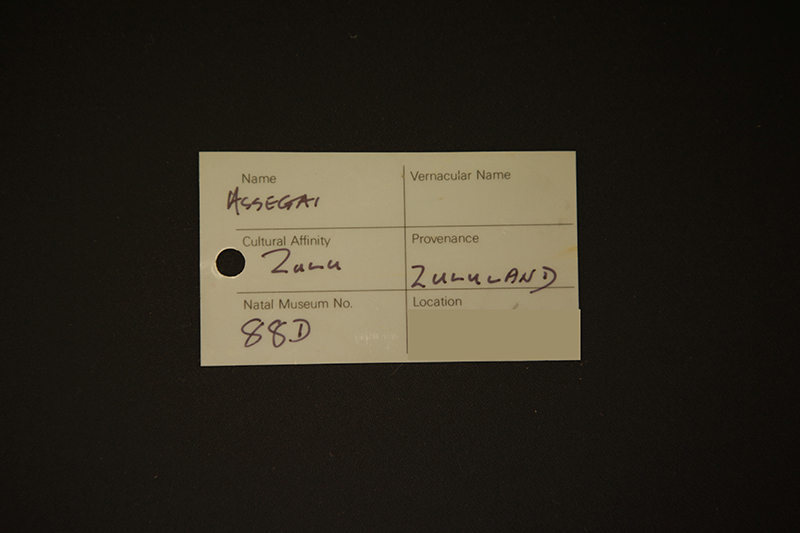 Name
ASSEGAI
Vernacular Name
Cultural Affinity
ZULU
Provenance
ZULULAND
Natal Museum No.
88D
Location